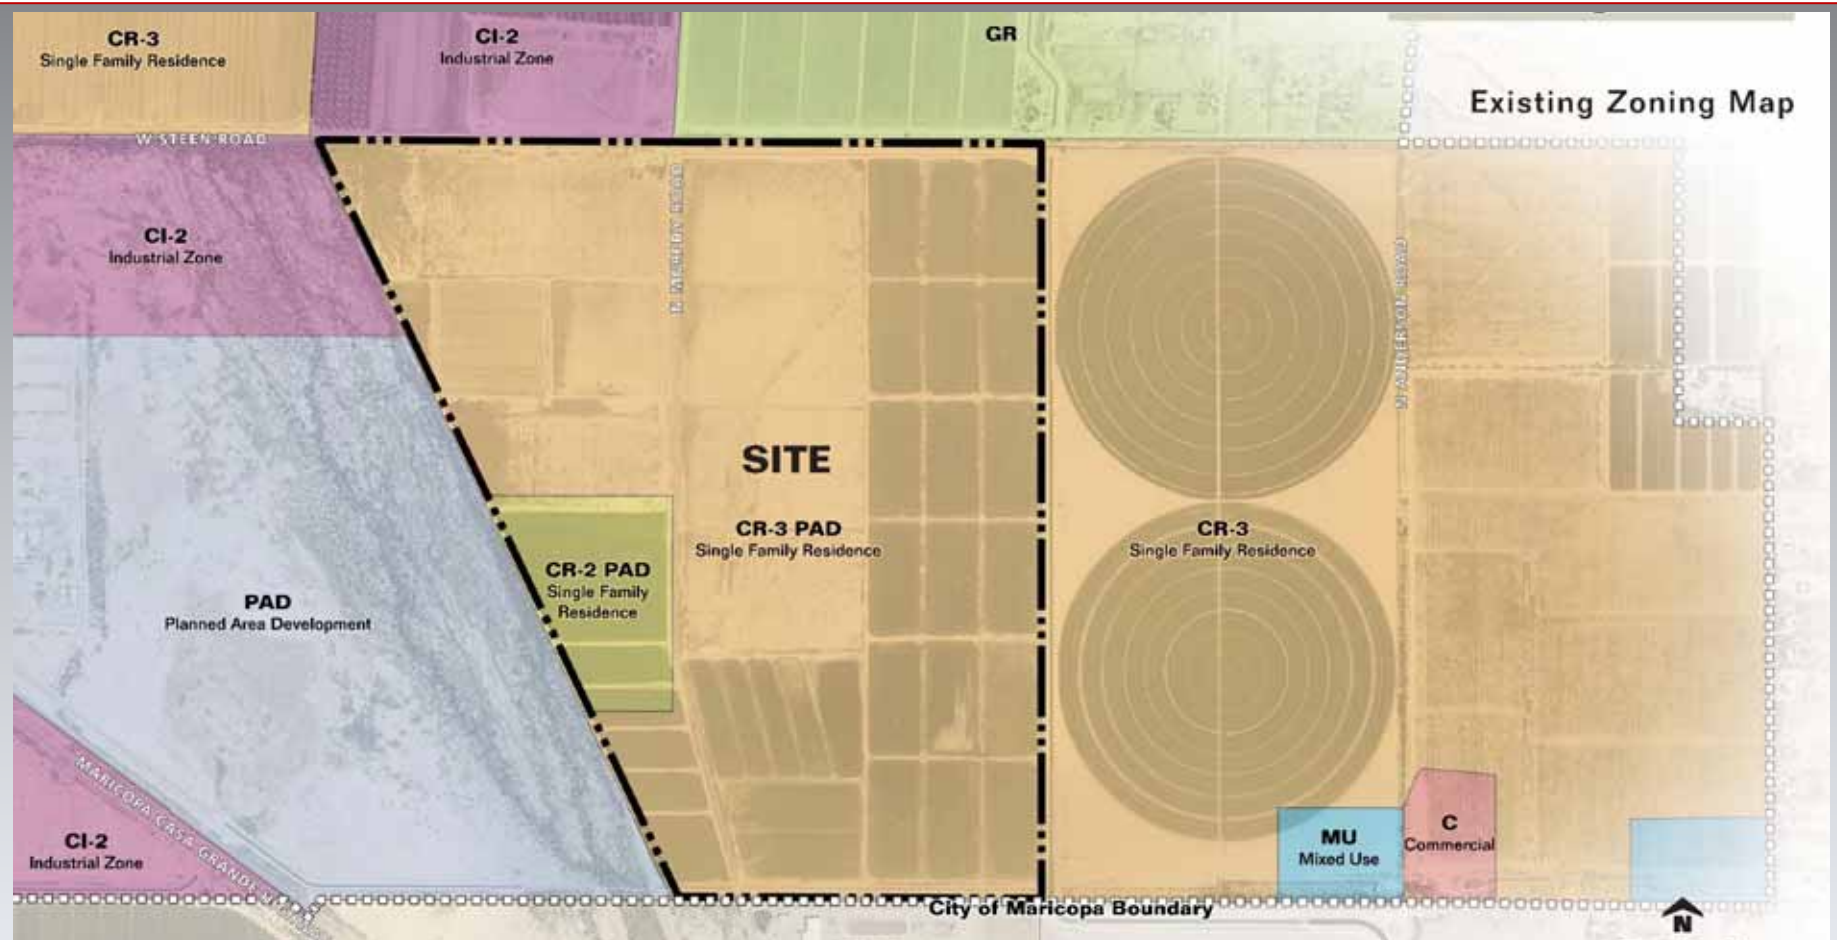 CR-3
Single Family Residence
CI-2
Industrial Zone
GR
Existing Zoning Map
W STEEN ROAD
CI-2
Industrial Zone
N ANDERSON ROAD
SITE
CR-3 PAD
Single Family Residence
CR-3
Single Family Residence
CR-2 PAD
Single Family
Residence
PAD
Planned Area Development
MARICOPA CASA GRANDE
CI-2
Industrial Zone
MU
Mixed Use
C
Commercial
City of Maricopa Boundary
N